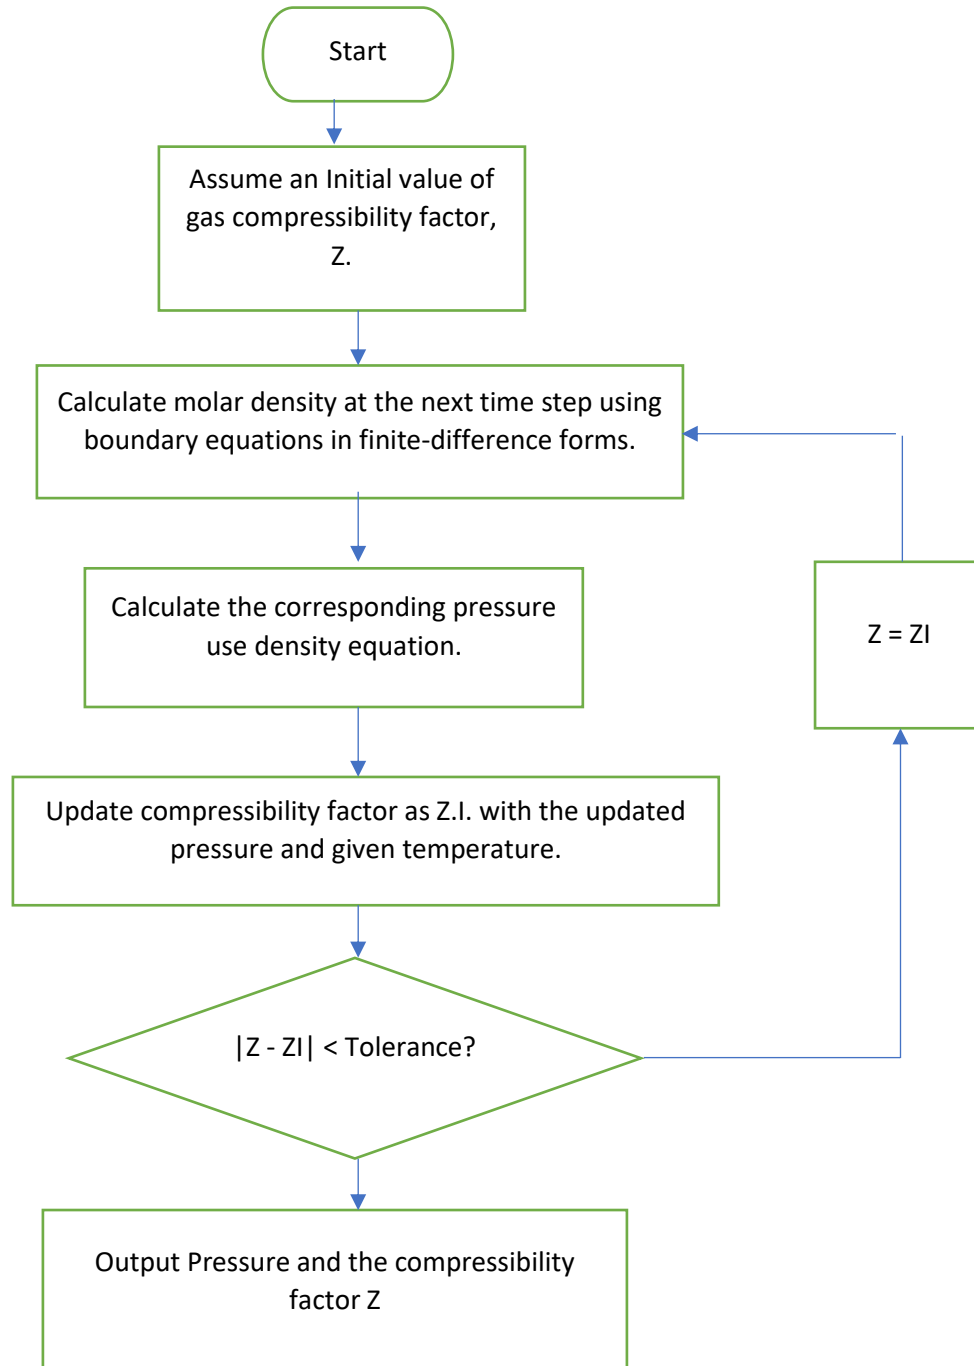 Start
Assume an Initial value of
gas compressibility factor,
Z.
Calculate molar density at the next time step using
boundary equations in finite-difference forms.
Calculate the corresponding pressure
use density equation.
Z = ZI
Update compressibility factor as Z.I. with the updated
pressure and given temperature.
|Z - ZI| < Tolerance?
Output Pressure and the compressibility
factor Z